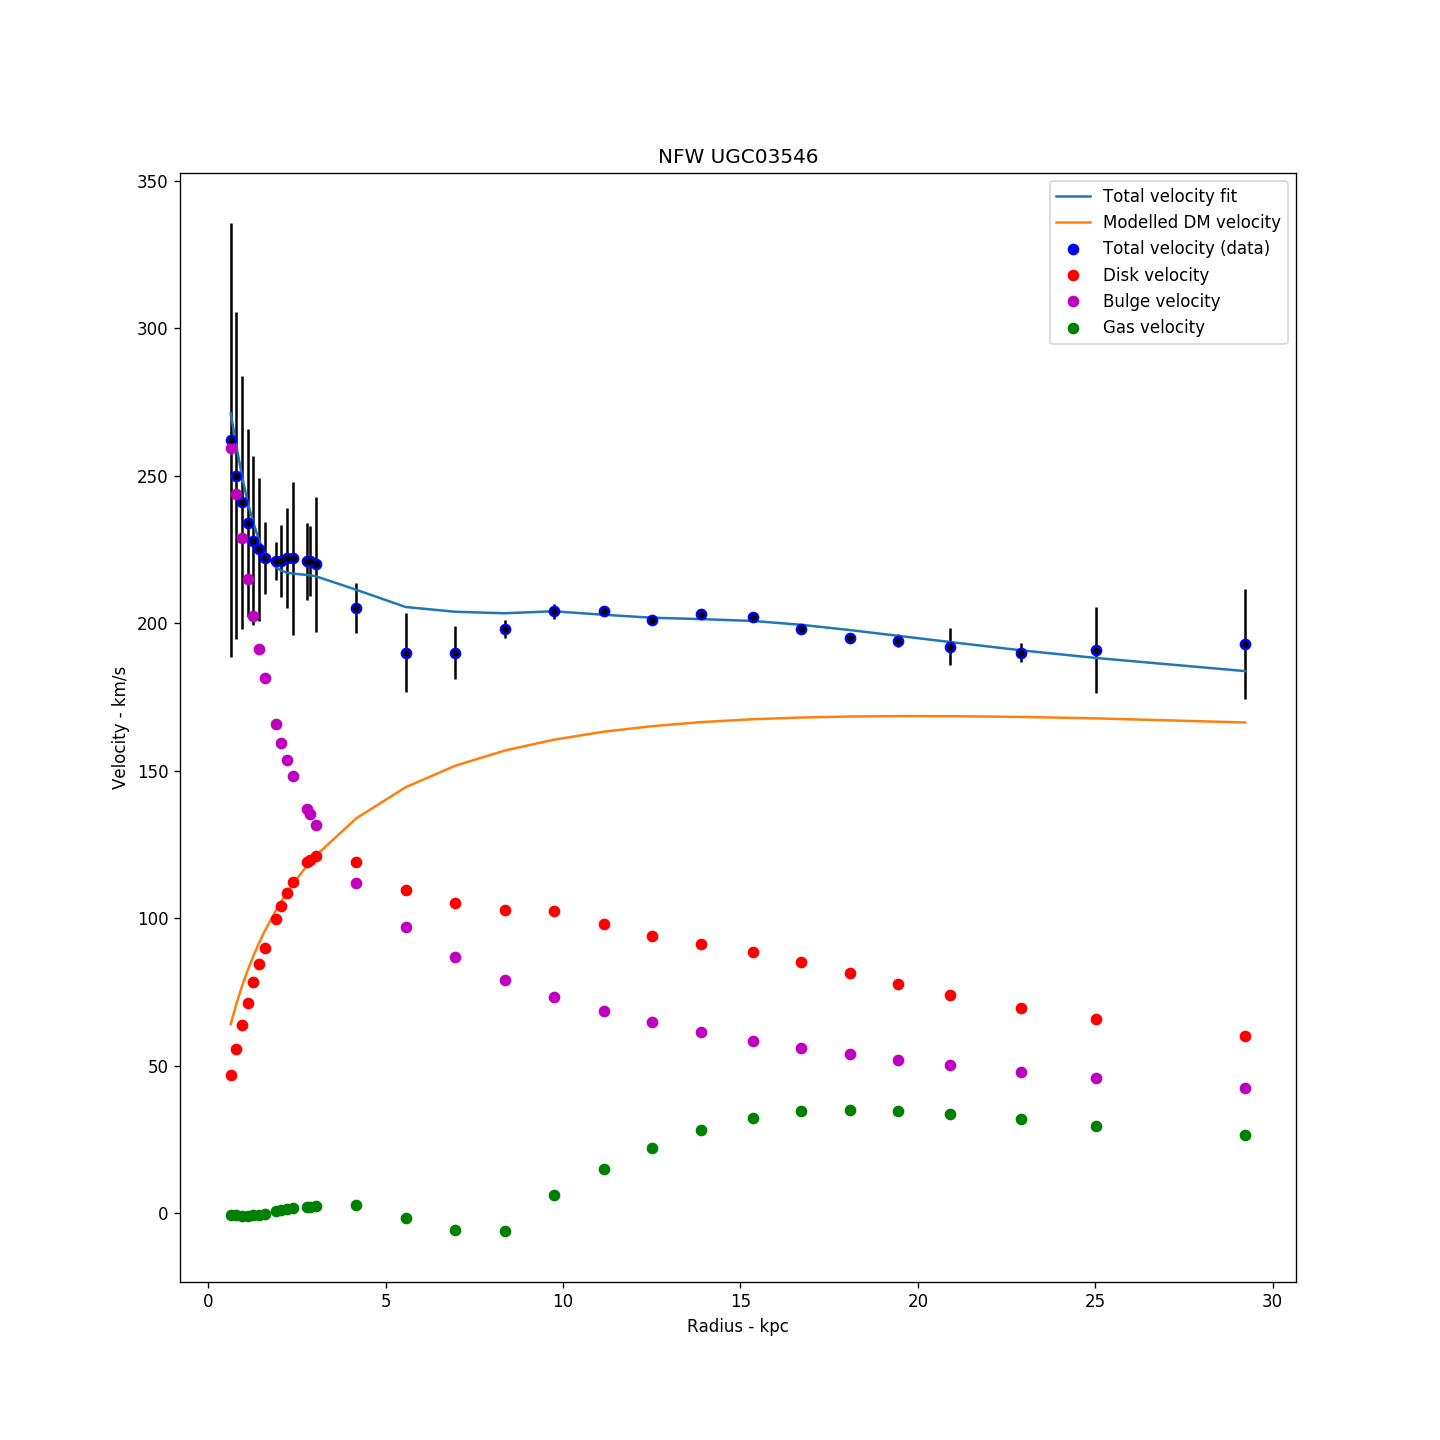 NFW UGC03546
350
300
250
200
150
100
50
0
Velocity - km/s
Total velocity fit
Modelled DM velocity
Total velocity (data)
Disk velocity
Bulge velocity
Gas velocity
0 5 10 15 20 25 30
Radius - kpc